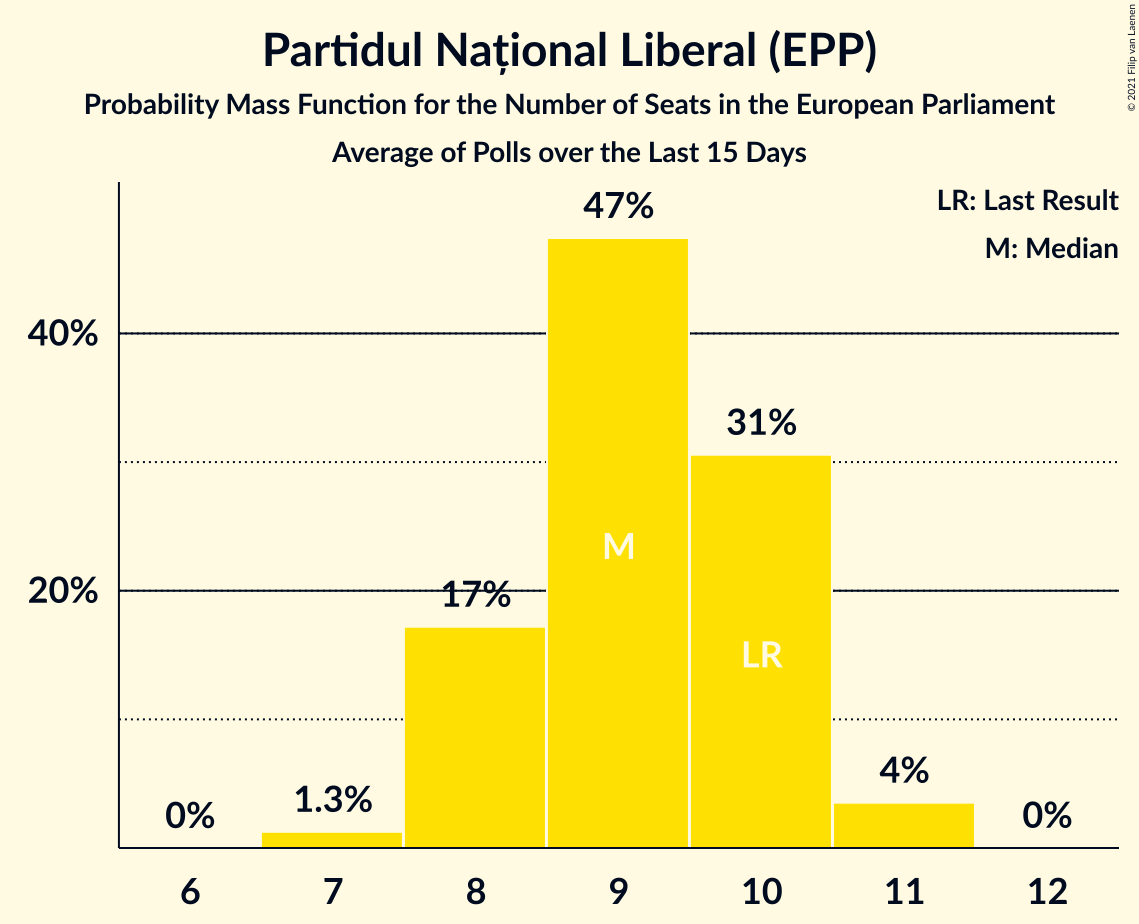 Partidul Național Liberal (EPP)
Probability Mass Function for the Number of Seats in the European Parliament
Average of Polls over the Last 15 Days
© 2021 Filip van Laenen
LR: Last Result
M: Median
47%
40%
31%
M
20%
17%
LR
4%
1.3%
0%
0%
6 7 8 9 10 11 12